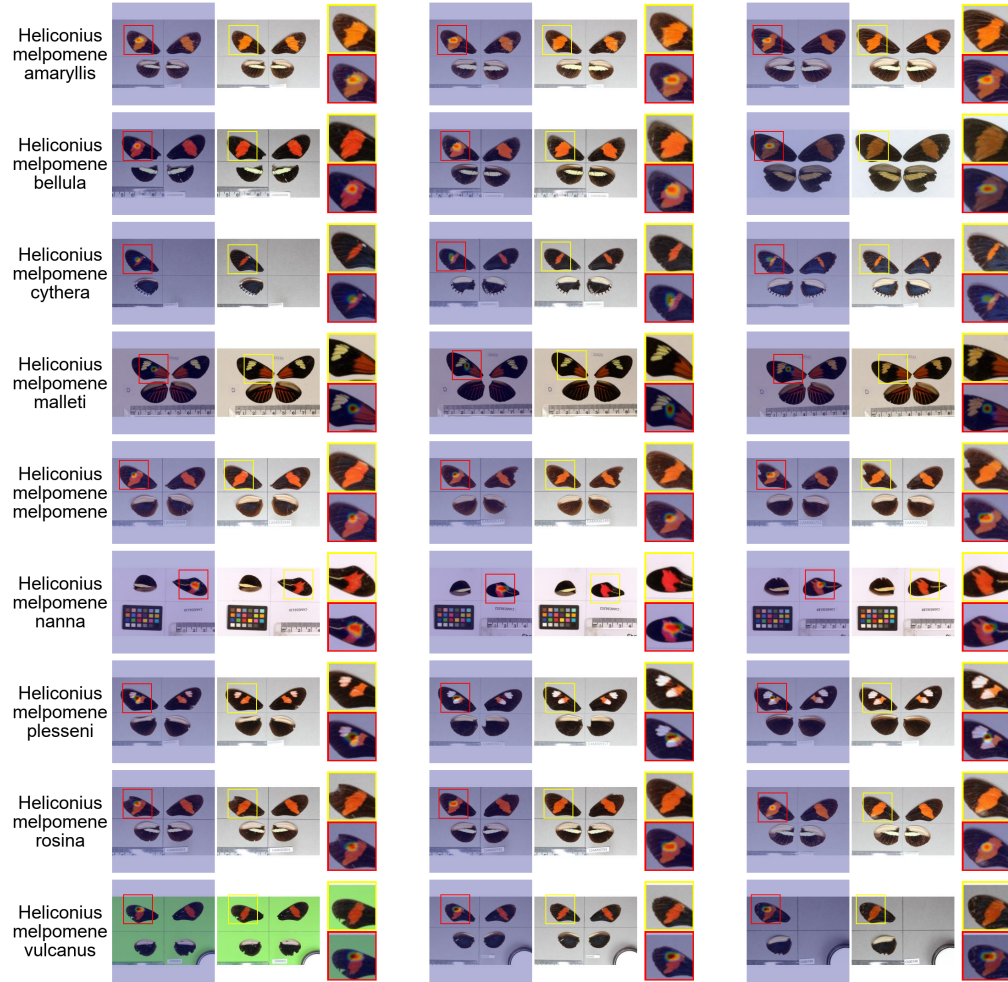 Heliconius
melpomene
amaryllis
Heliconius
melpomene
bellula
Heliconius
melpomene
cythera
Heliconius
melpomene
malleti
Heliconius
melpomene
melpomene
Heliconius
melpomene
nanna
Heliconius
melpomene
plesseni
Heliconius
melpomene
rosina
Heliconius
melpomene
vulcanus